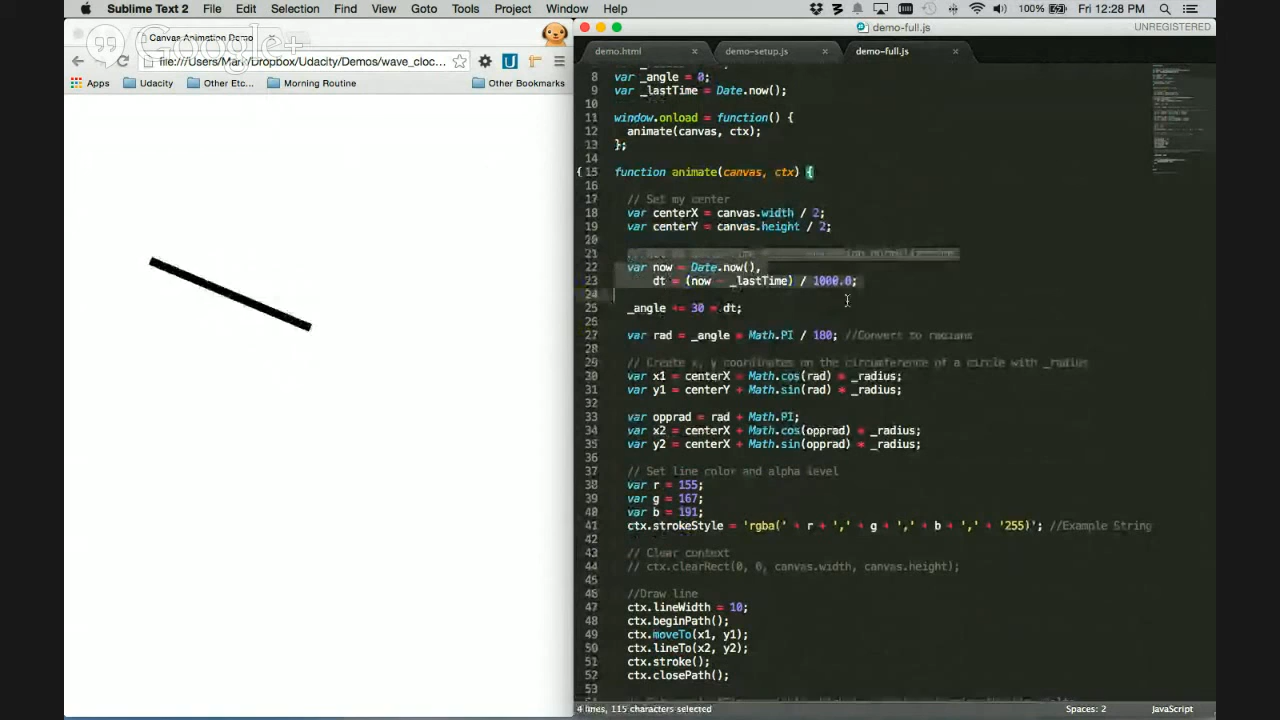 Sublime Text 2 File Edit Selection Find View Goto Tools Project Window Help 100% Fri 12:28 PM
Canvas Animation Demo
Google+
file:///Users/Mark/Dropbox/Udacity/Demos/wave_cloc...
Apps Udacity Other Etc... Morning Routine Other Bookmarks
demo-full.js UNREGISTERED
demo.html demo-setup.js demo-full.js
8 var _angle = 0;
9 var _lastTime = Date.now();
10
11 window.onload = function() {
12 animate(canvas, ctx);
13 };
14
15 function animate(canvas, ctx) {
16
17 // Set my center
18 var centerX = canvas.width / 2;
19 var centerY = canvas.height / 2;
20
21
22 var now = Date.now(),
23 dt = (now - _lastTime) / 1000.0;
24
25 _angle += 30 * dt;
26
27 var rad = _angle * Math.PI / 180; //Convert to radians
28
29 // Create x, y coordinates on the circumference of a circle with _radius
30 var x1 = centerX + Math.cos(rad) * _radius;
31 var y1 = centerY + Math.sin(rad) * _radius;
32
33 var opprad = rad + Math.PI;
34 var x2 = centerX + Math.cos(opprad) * _radius;
35 var y2 = centerX + Math.sin(opprad) * _radius;
36
37 // Set line color and alpha level
38 var r = 155;
39 var g = 167;
40 var b = 191;
41 ctx.strokeStyle = 'rgba(' + r + ',' + g + ',' + b + ',' + '255)'; //Example String
42
43 // Clear context
44 // ctx.clearRect(0, 0, canvas.width, canvas.height);
45
46 //Draw line
47 ctx.lineWidth = 10;
48 ctx.beginPath();
49 ctx.moveTo(x1, y1);
50 ctx.lineTo(x2, y2);
51 ctx.stroke();
52 ctx.closePath();
53
4 lines, 115 characters selected Spaces: 2 JavaScript